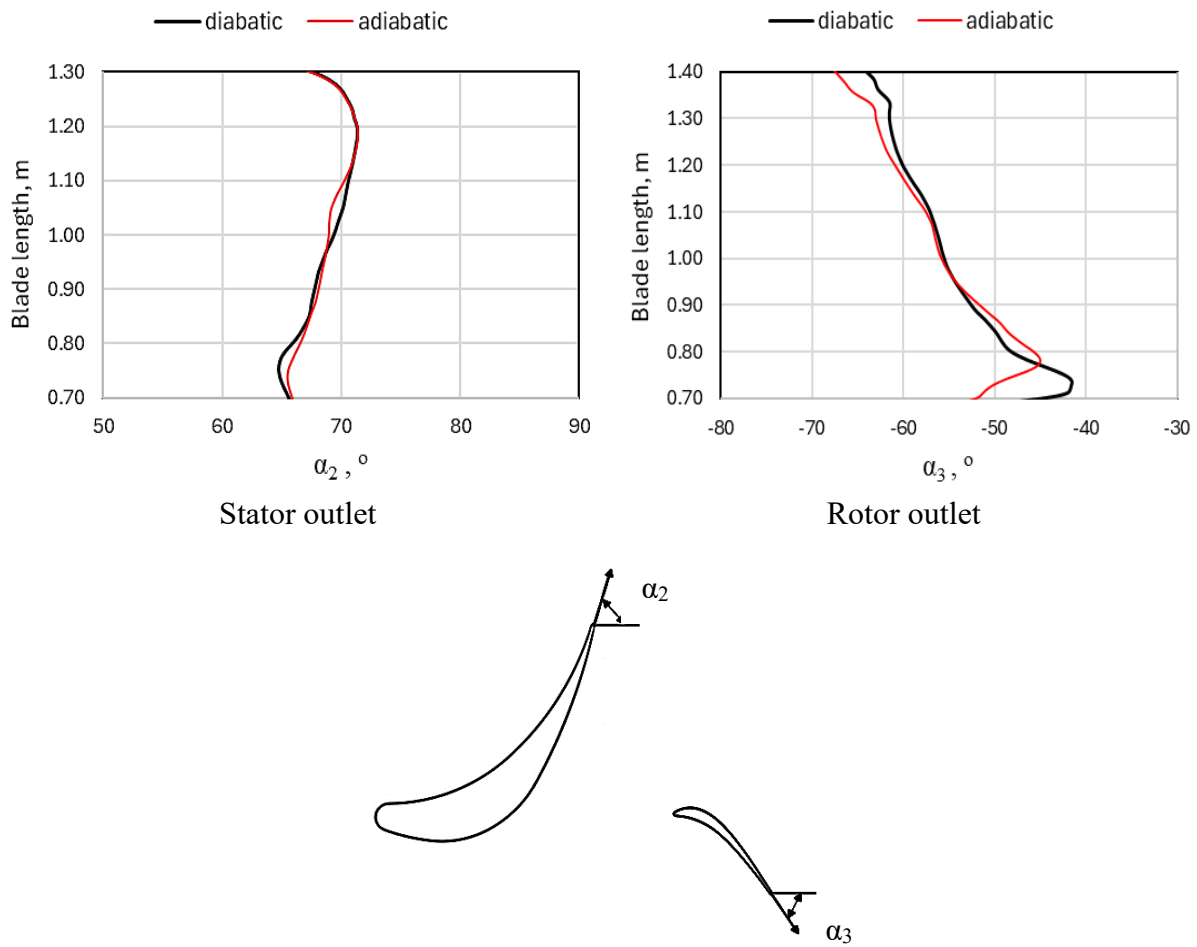 diabatic adiabatic
1.30
1.20
1.10
1.00
0.90
0.80
0.70
Blade length, m
50 60 70 80 90
α2 , º
Stator outlet
diabatic adiabatic
1.40
1.30
1.20
1.10
1.00
0.90
0.80
0.70
Blade length, m
-80 -70 -60 -50 -40 -30
α3 , º
Rotor outlet
α2
α3